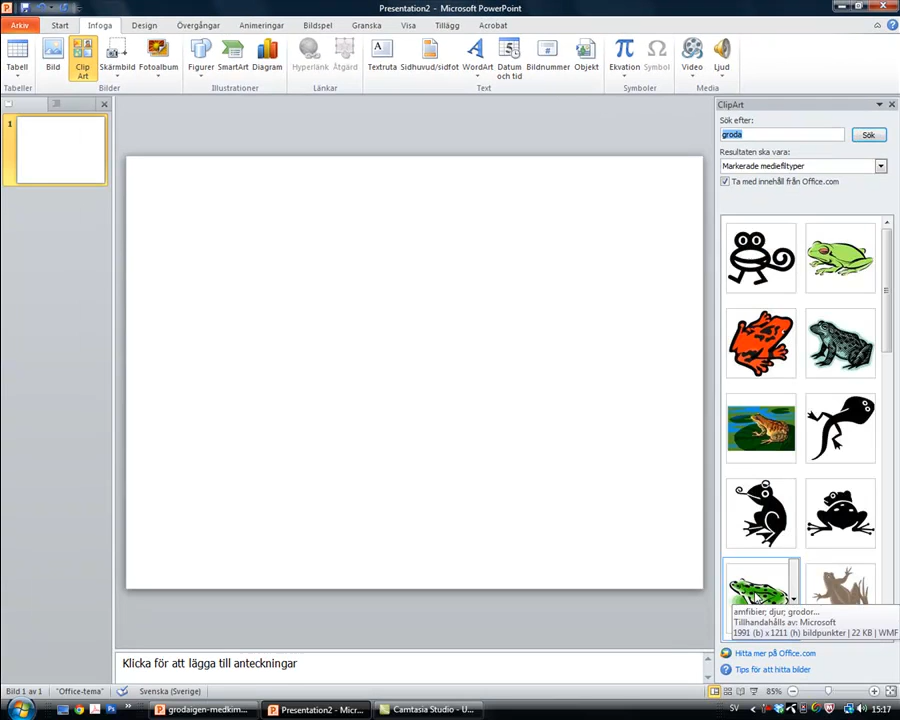 Presentation2 - Microsoft PowerPoint
Arkiv Start Infoga Design Övergångar Animeringar Bildspel Granska Visa Tillägg Acrobat
Tabell Bild Clip Art Skärmbild Fotoalbum Figurer SmartArt Diagram Hyperlänk Åtgärd Textruta Sidhuvud/sidfot WordArt Datum och tid Bildnummer Objekt Ekvation Symbol Video Ljud
Tabeller Bilder Illustrationer Länkar Text Symboler Media
ClipArt
Sök efter:
groda Sök
Resultaten ska vara:
Markerade mediefiltyper
Ta med innehåll från Office.com
1
amfibier; djur; grodor...
Tillhandahålls av: Microsoft
1991 (b) x 1211 (h) bildpunkter | 22 KB | WMF
Hitta mer på Office.com
Tips för att hitta bilder
Klicka för att lägga till anteckningar
Bild 1 av 1 "Office-tema" Svenska (Sverige) 85%
grodaigen-medkim... Presentation2 - Micr... Camtasia Studio - U... SV 15:17